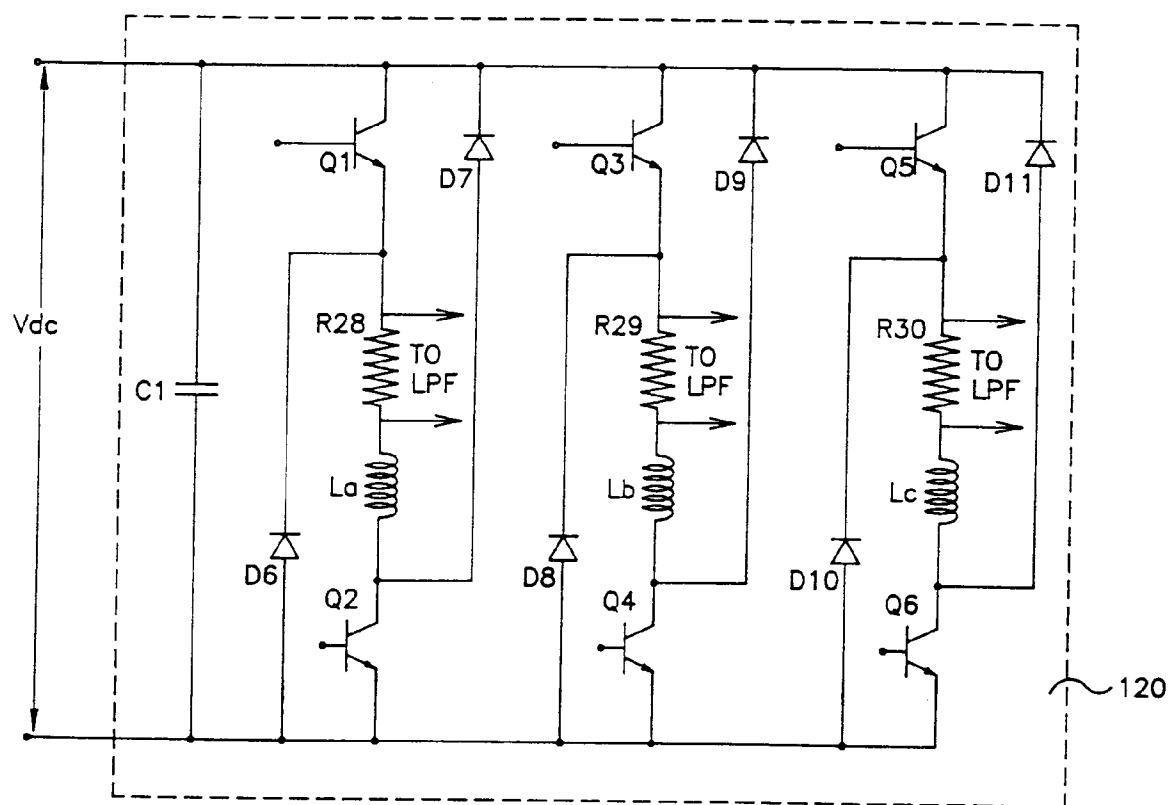 Q1
D7
Q3
D9
Q5
D11
Vdc
C1
R28
TO
LPF
R29
TO
LPF
R30
TO
LPF
La
Lb
Lc
D6
D8
D10
Q2
Q4
Q6
120